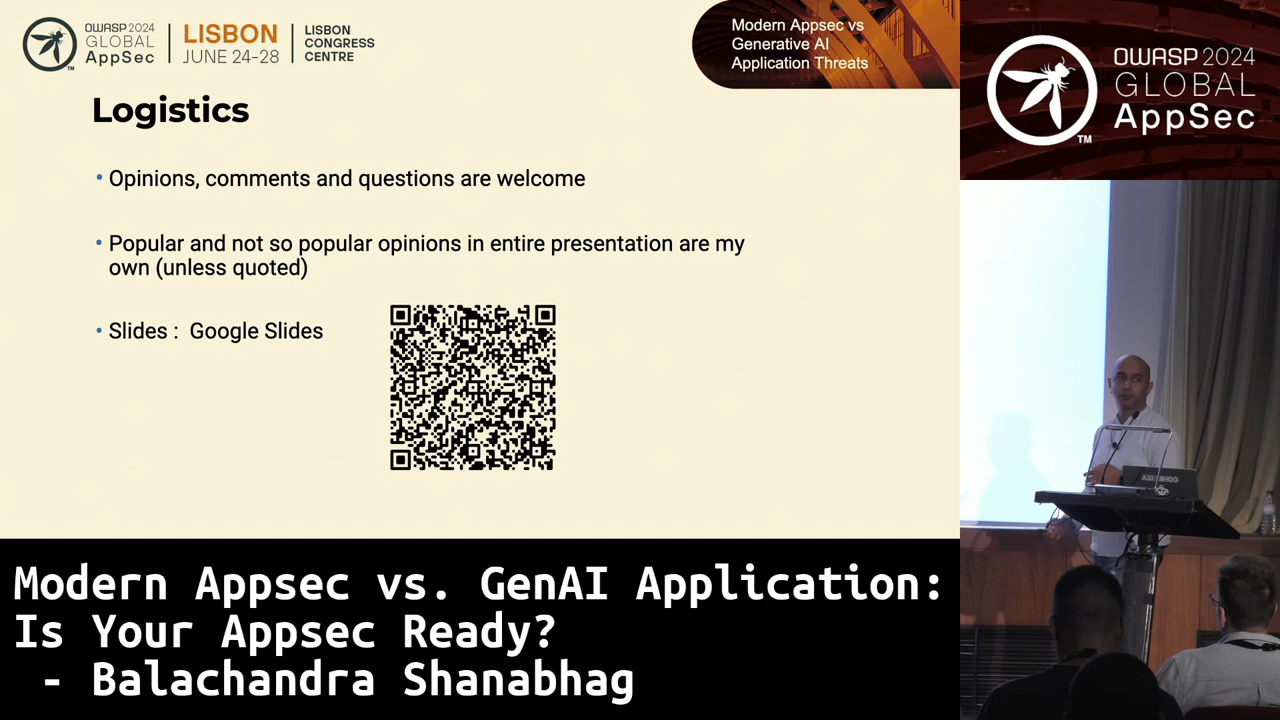 OWASP 2024
GLOBAL
AppSec
TM
LISBON
JUNE 24-28
LISBON
CONGRESS
CENTRE
Modern Appsec vs
Generative AI
Application Threats
OWASP 2024
GLOBAL
AppSec
TM
Logistics
• Opinions, comments and questions are welcome
• Popular and not so popular opinions in entire presentation are my
own (unless quoted)
• Slides : Google Slides
Modern Appsec vs. GenAI Application:
Is Your Appsec Ready?
- Balachandra Shanabhag